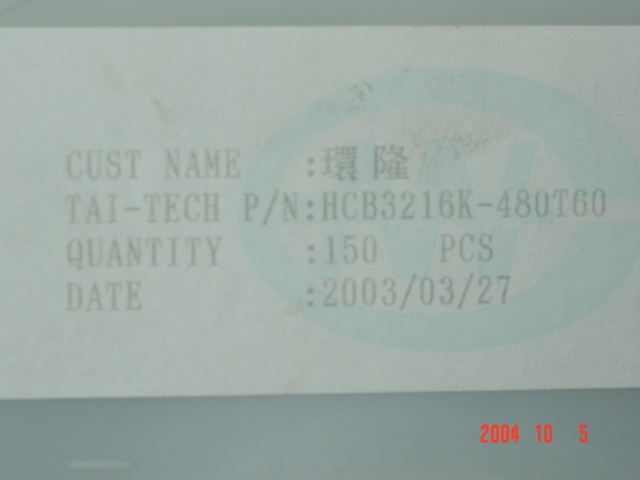 CUST NAME :環隆
TAI-TECH P/N:HCB3216K-480T60
QUANTITY :150 PCS
DATE :2003/03/27
2004 10 5